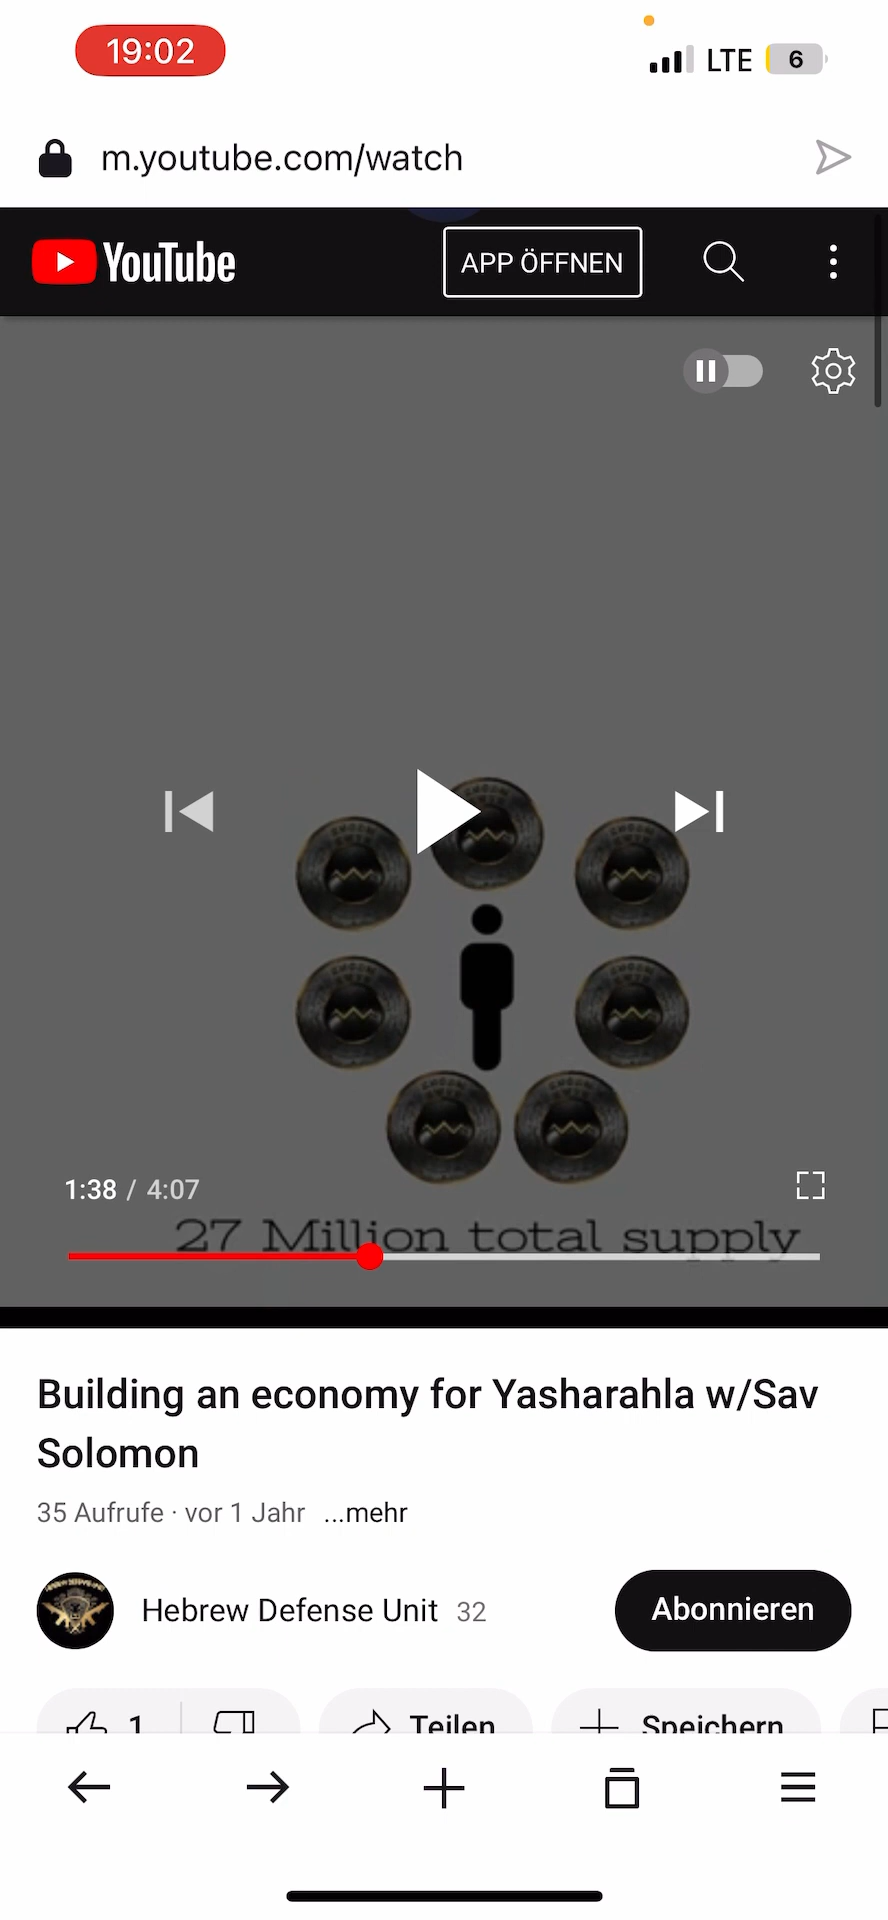 19:02
LTE 6
m.youtube.com/watch
YouTube
APP ÖFFNEN
1:38 / 4:07
27 Million total supply
Building an economy for Yasharahla w/Sav
Solomon
35 Aufrufe · vor 1 Jahr ...mehr
Hebrew Defense Unit 32
Abonnieren
1
Teilen
Speichern